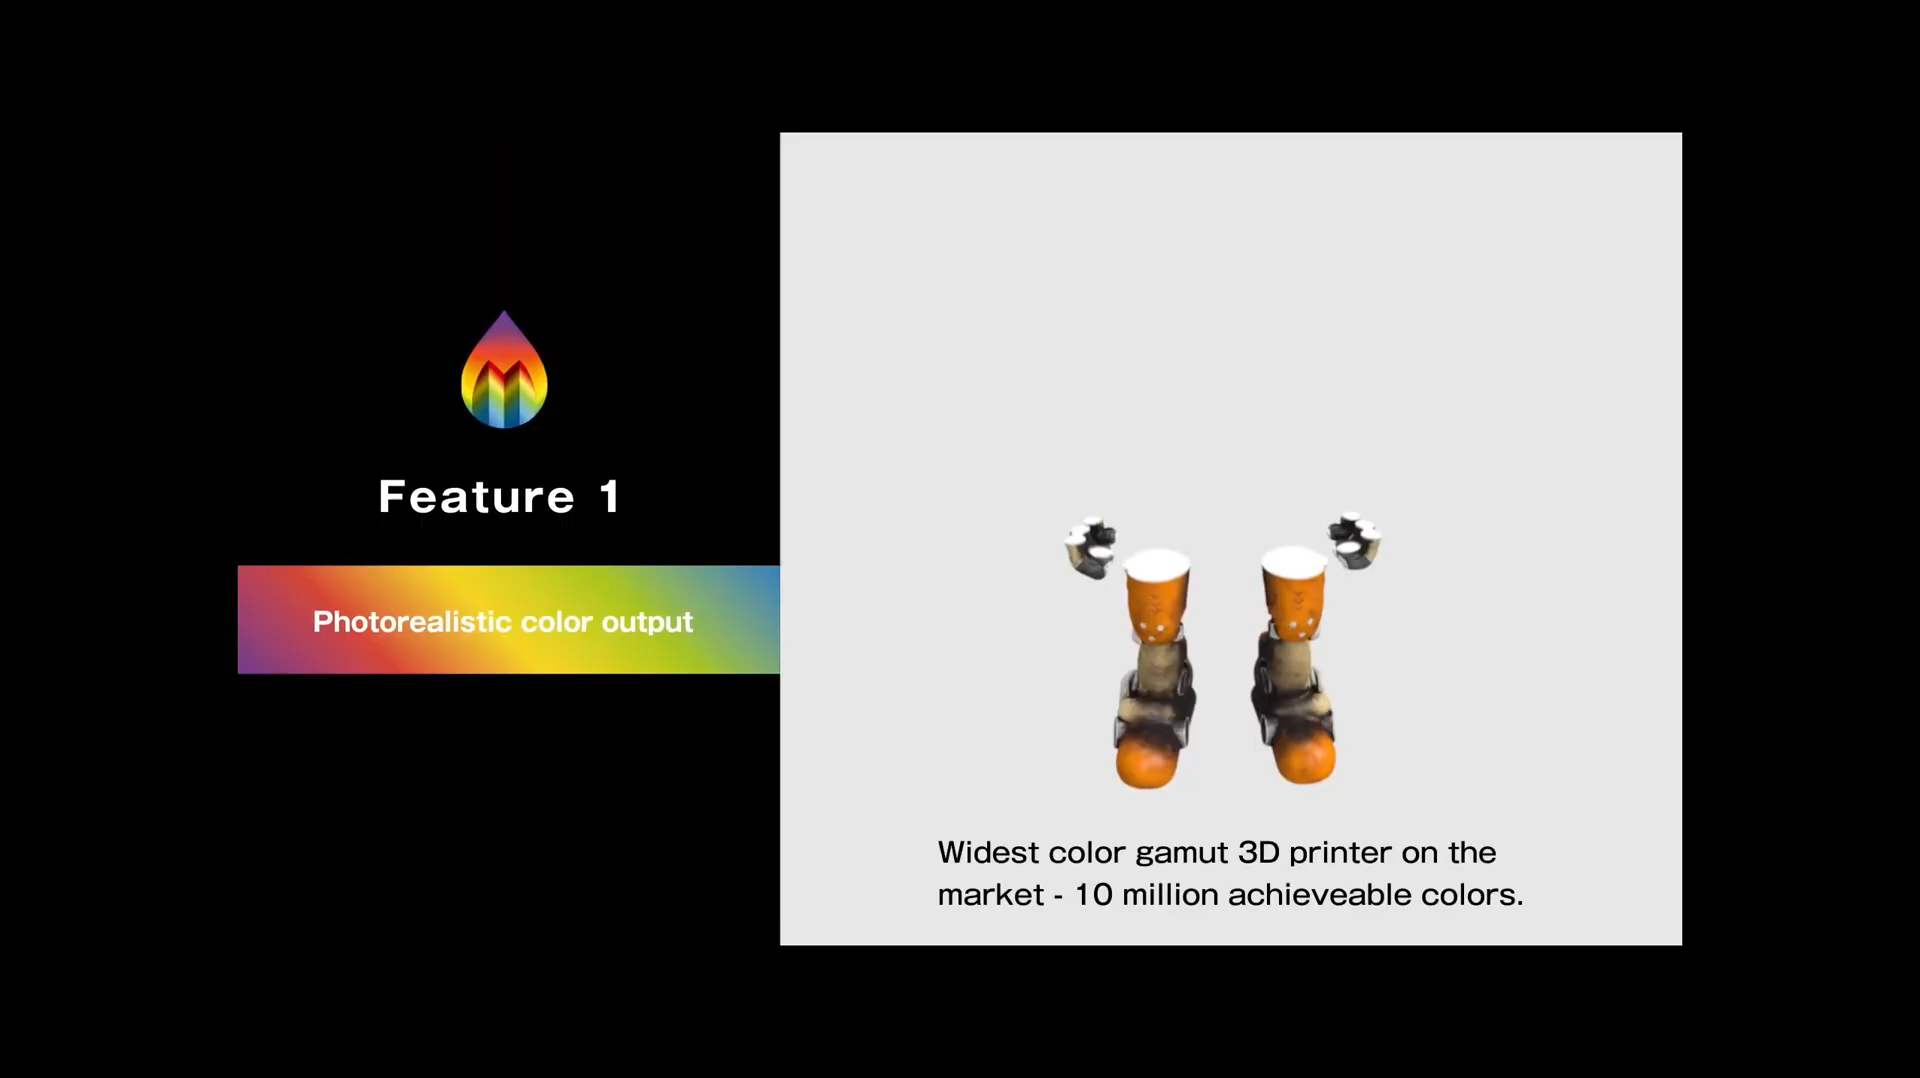 Feature 1
Photorealistic color output
Widest color gamut 3D printer on the
market - 10 million achieveable colors.